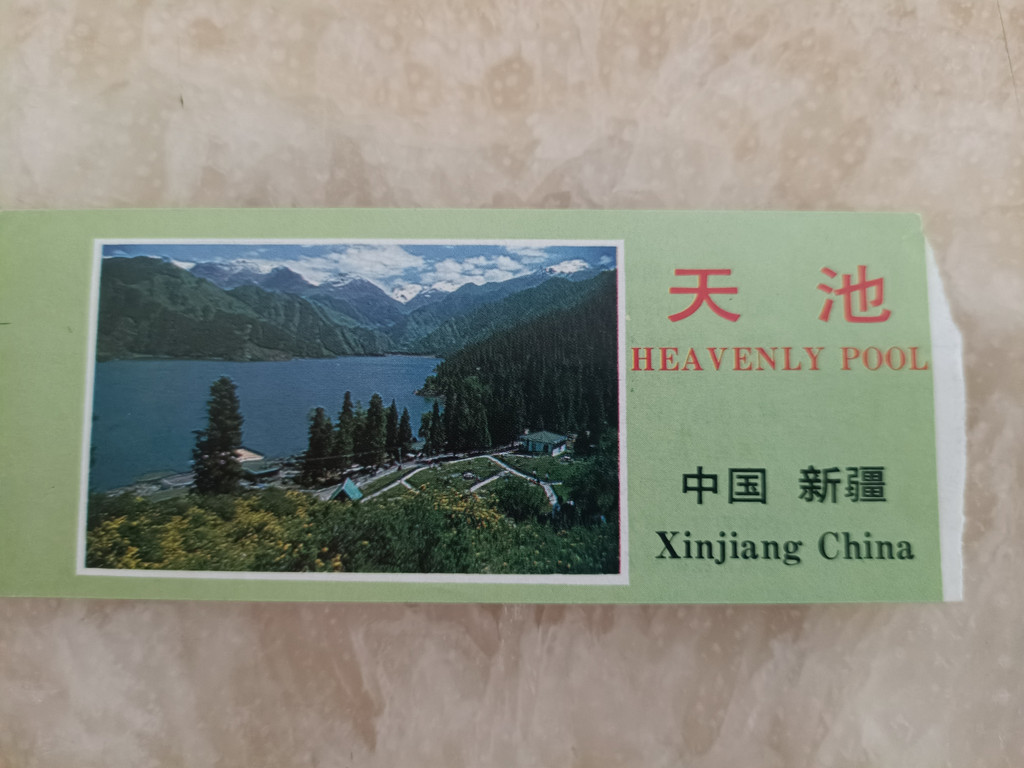 天 池
HEAVENLY POOL
中国 新疆
Xinjiang China